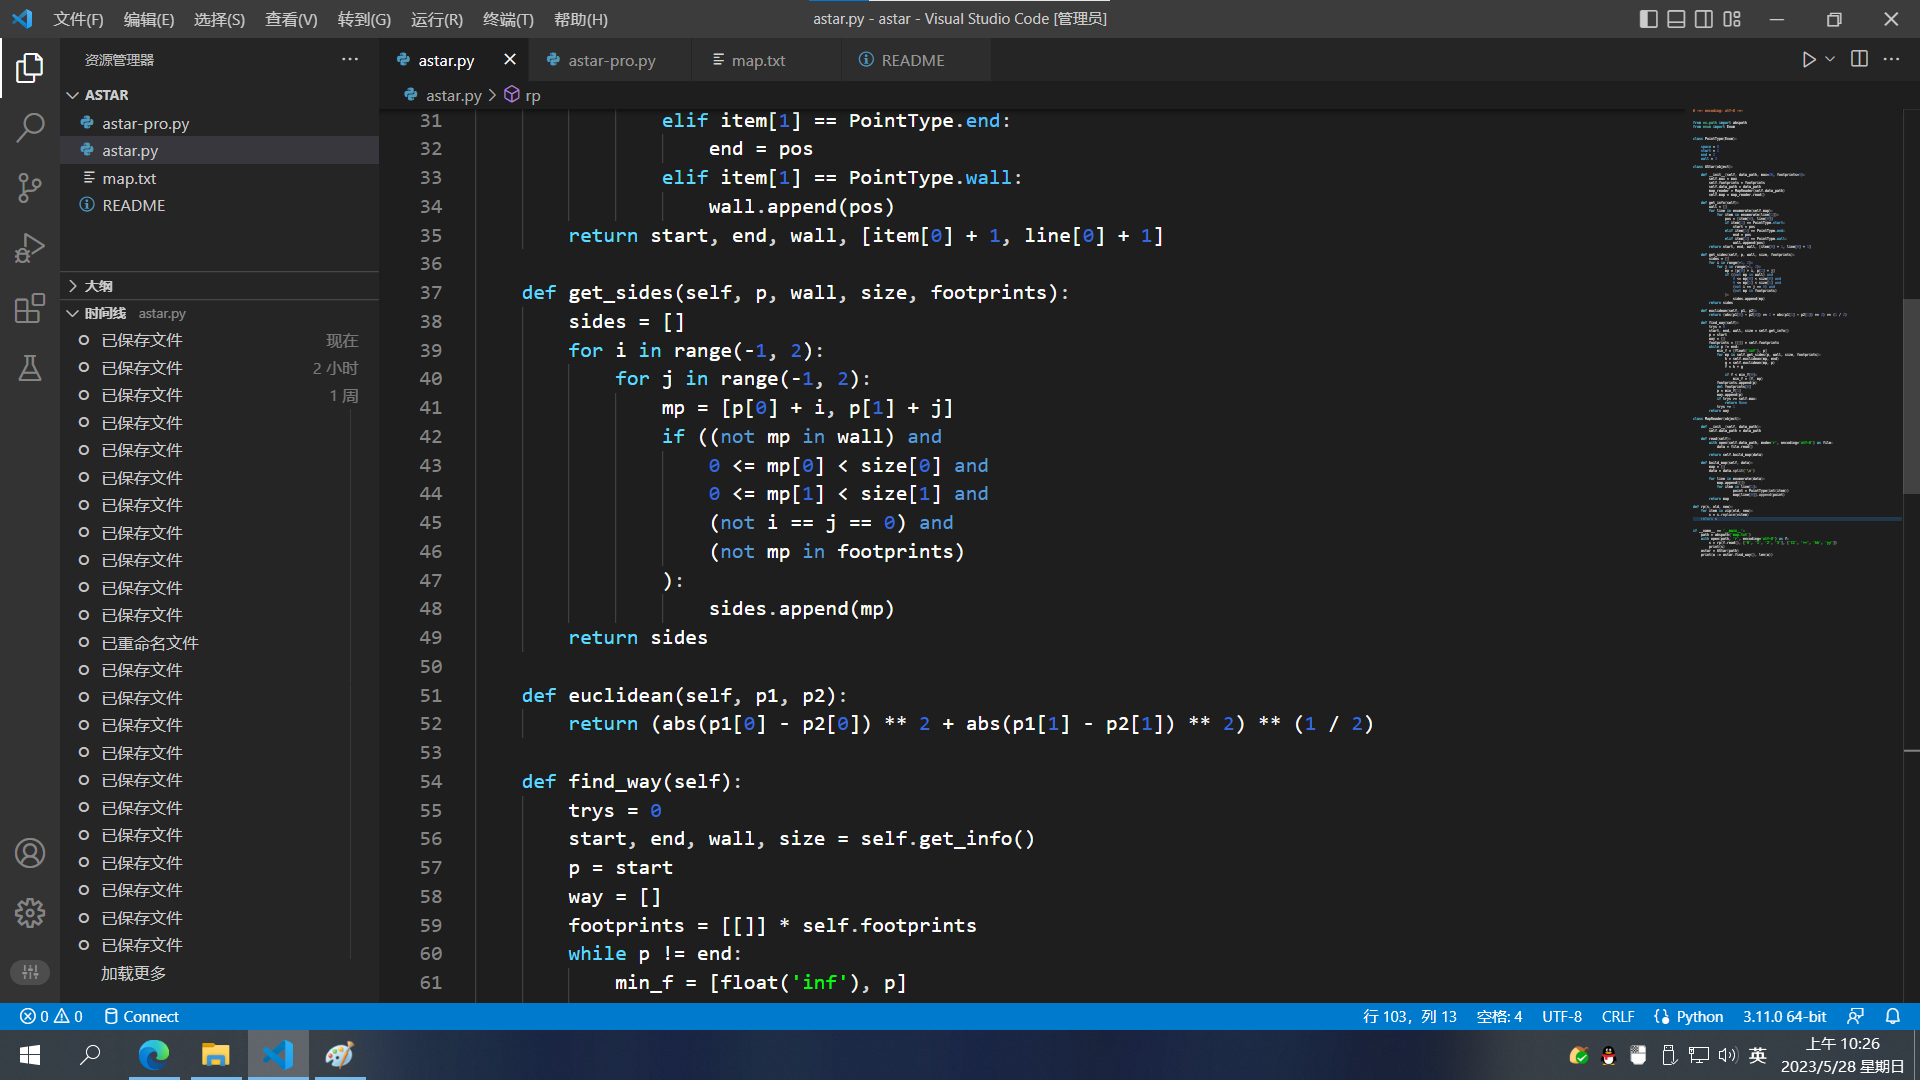 文件(F) 编辑(E) 选择(S) 查看(V) 转到(G) 运行(R) 终端(T) 帮助(H) astar.py - astar - Visual Studio Code [管理员]
资源管理器
astar.py astar-pro.py map.txt README
astar.py rp
ASTAR
astar-pro.py
astar.py
map.txt
README
大纲
时间线 astar.py
已保存文件 现在
已保存文件 2 小时
已保存文件 1 周
已保存文件
已保存文件
已保存文件
已保存文件
已保存文件
已保存文件
已保存文件
已保存文件
已重命名文件
已保存文件
已保存文件
已保存文件
已保存文件
已保存文件
已保存文件
已保存文件
已保存文件
已保存文件
已保存文件
已保存文件
加载更多
31 elif item[1] == PointType.end:
32 end = pos
33 elif item[1] == PointType.wall:
34 wall.append(pos)
35 return start, end, wall, [item[0] + 1, line[0] + 1]
36
37 def get_sides(self, p, wall, size, footprints):
38 sides = []
39 for i in range(-1, 2):
40 for j in range(-1, 2):
41 mp = [p[0] + i, p[1] + j]
42 if ((not mp in wall) and
43 0 <= mp[0] < size[0] and
44 0 <= mp[1] < size[1] and
45 (not i == j == 0) and
46 (not mp in footprints)
47 ):
48 sides.append(mp)
49 return sides
50
51 def euclidean(self, p1, p2):
52 return (abs(p1[0] - p2[0]) ** 2 + abs(p1[1] - p2[1]) ** 2) ** (1 / 2)
53
54 def find_way(self):
55 trys = 0
56 start, end, wall, size = self.get_info()
57 p = start
58 way = []
59 footprints = [[]] * self.footprints
60 while p != end:
61 min_f = [float('inf'), p]
0 0 Connect 行 103，列 13 空格: 4 UTF-8 CRLF Python 3.11.0 64-bit
英 上午 10:26
2023/5/28 星期日